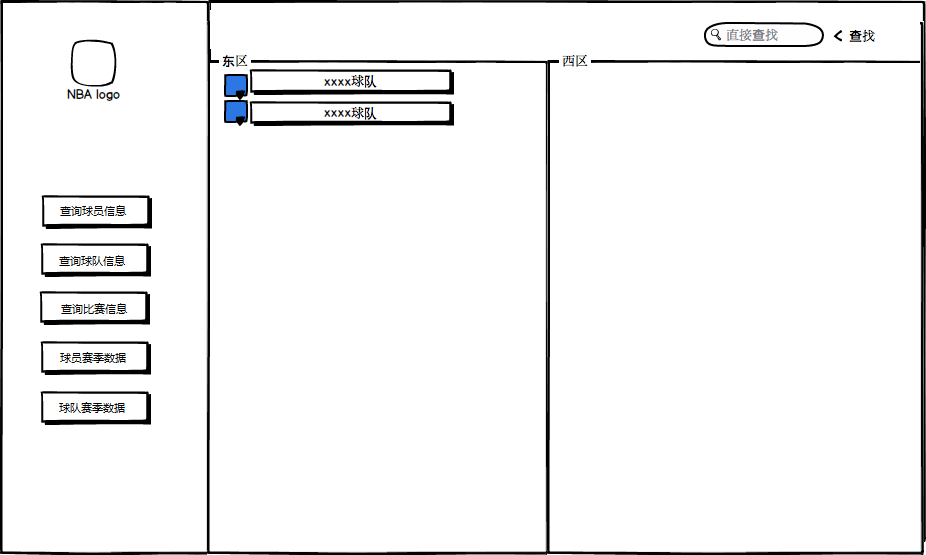 直接查找
查找
NBA logo
东区
西区
xxxx球队
xxxx球队
查询球员信息
查询球队信息
查询比赛信息
球员赛季数据
球队赛季数据